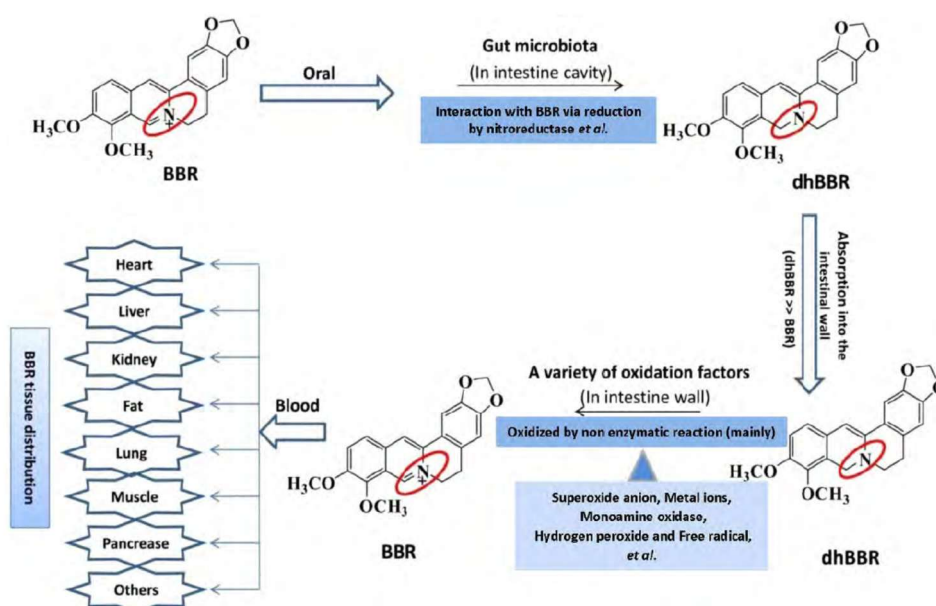 Oral
Gut microbiota
(In intestine cavity)
Interaction with BBR via reduction
by nitroreductase et al.
O
O
N
+
H₃CO
OCH₃
BBR
O
O
N
H₃CO
OCH₃
dhBBR
Absorption into the
intestinal wall
(dhBBR >> BBR)
O
O
N
H₃CO
OCH₃
dhBBR
A variety of oxidation factors
(In intestine wall)
Oxidized by non enzymatic reaction (mainly)
Superoxide anion, Metal ions,
Monoamine oxidase,
Hydrogen peroxide and Free radical,
et al.
O
O
N
+
H₃CO
OCH₃
BBR
Blood
BBR tissue distribution
Heart
Liver
Kidney
Fat
Lung
Muscle
Pancrease
Others